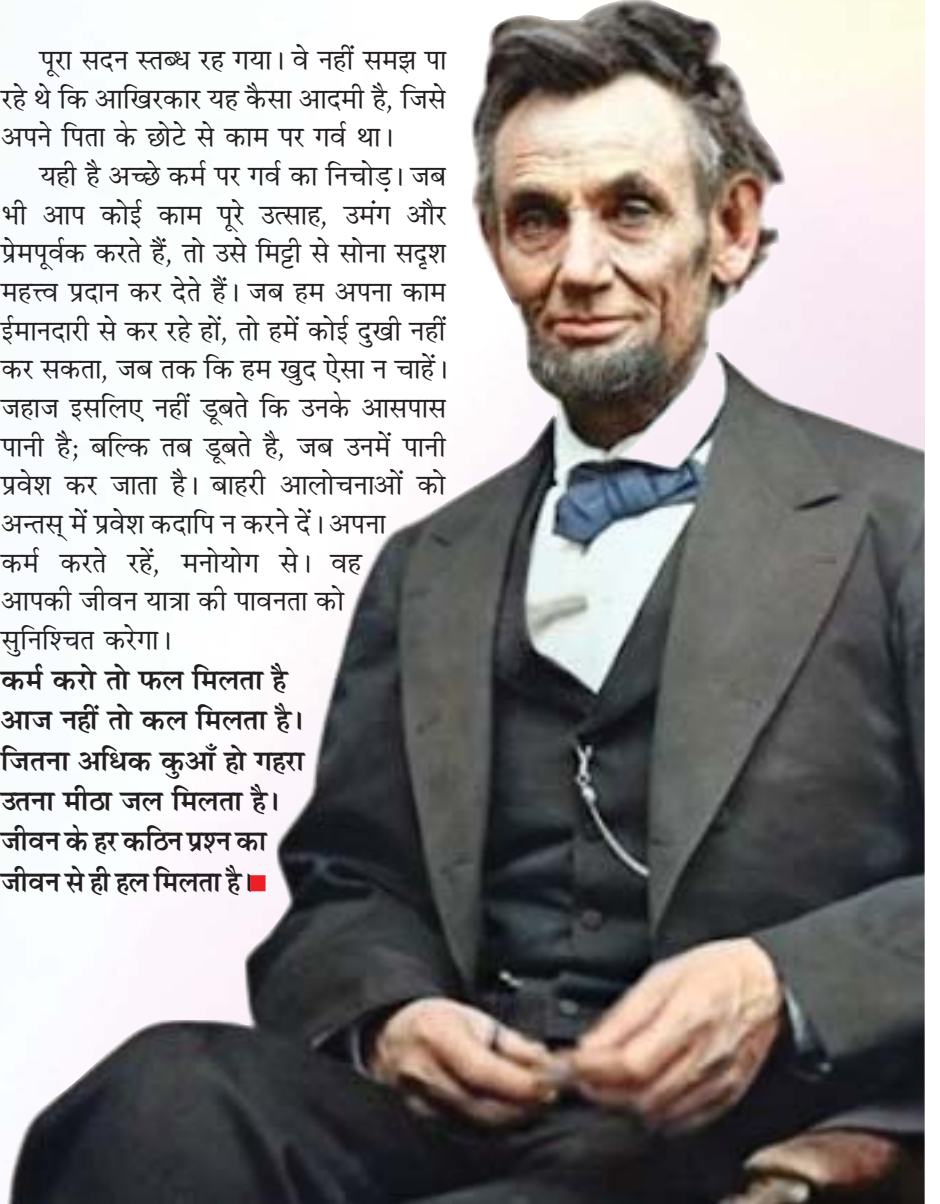 पूरा सदन स्तब्ध रह गया। वे नहीं समझ पा
रहे थे कि आखिरकार यह कैसा आदमी है, जिसे
अपने पिता के छोटे से काम पर गर्व था।
यही है अच्छे कर्म पर गर्व का निचोड़। जब
भी आप कोई काम पूरे उत्साह, उमंग और
प्रेमपूर्वक करते हैं, तो उसे मिट्टी से सोना सदृश
महत्त्व प्रदान कर देते हैं। जब हम अपना काम
ईमानदारी से कर रहे हों, तो हमें कोई दुखी नहीं
कर सकता, जब तक कि हम खुद ऐसा न चाहें।
जहाज इसलिए नहीं डूबते कि उनके आसपास
पानी है; बल्कि तब डूबते है, जब उनमें पानी
प्रवेश कर जाता है। बाहरी आलोचनाओं को
अन्तस् में प्रवेश कदापि न करने दें। अपना
कर्म करते रहें, मनोयोग से। वह
आपकी जीवन यात्रा की पावनता को
सुनिश्चित करेगा।
कर्म करो तो फल मिलता है
आज नहीं तो कल मिलता है।
जितना अधिक कुआँ हो गहरा
उतना मीठा जल मिलता है।
जीवन के हर कठिन प्रश्न का
जीवन से ही हल मिलता है।